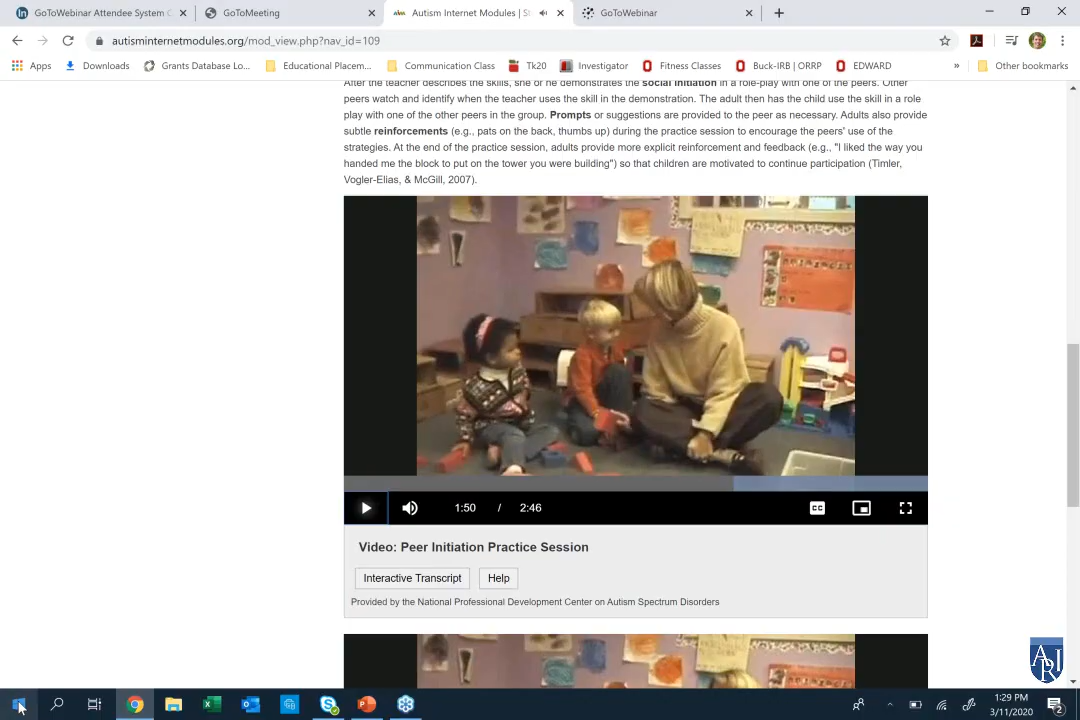 GoToWebinar Attendee System C
GoToMeeting
Autism Internet Modules | St
GoToWebinar
autisminternetmodules.org/mod_view.php?nav_id=109
Apps
Downloads
Grants Database Lo...
Educational Placem...
Communication Class
Tk20
Investigator
Fitness Classes
Buck-IRB | ORRP
EDWARD
»
Other bookmarks
After the teacher describes the skills, she or he demonstrates the social initiation in a role-play with one of the peers. Other
peers watch and identify when the teacher uses the skill in the demonstration. The adult then has the child use the skill in a role
play with one of the other peers in the group. Prompts or suggestions are provided to the peer as necessary. Adults also provide
subtle reinforcements (e.g., pats on the back, thumbs up) during the practice session to encourage the peers' use of the
strategies. At the end of the practice session, adults provide more explicit reinforcement and feedback (e.g., "I liked the way you
handed me the block to put on the tower you were building") so that children are motivated to continue participation (Timler,
Vogler-Elias, & McGill, 2007).
1:50 / 2:46
CC
Video: Peer Initiation Practice Session
Interactive Transcript
Help
Provided by the National Professional Development Center on Autism Spectrum Disorders
ARI
1:29 PM
3/11/2020
2